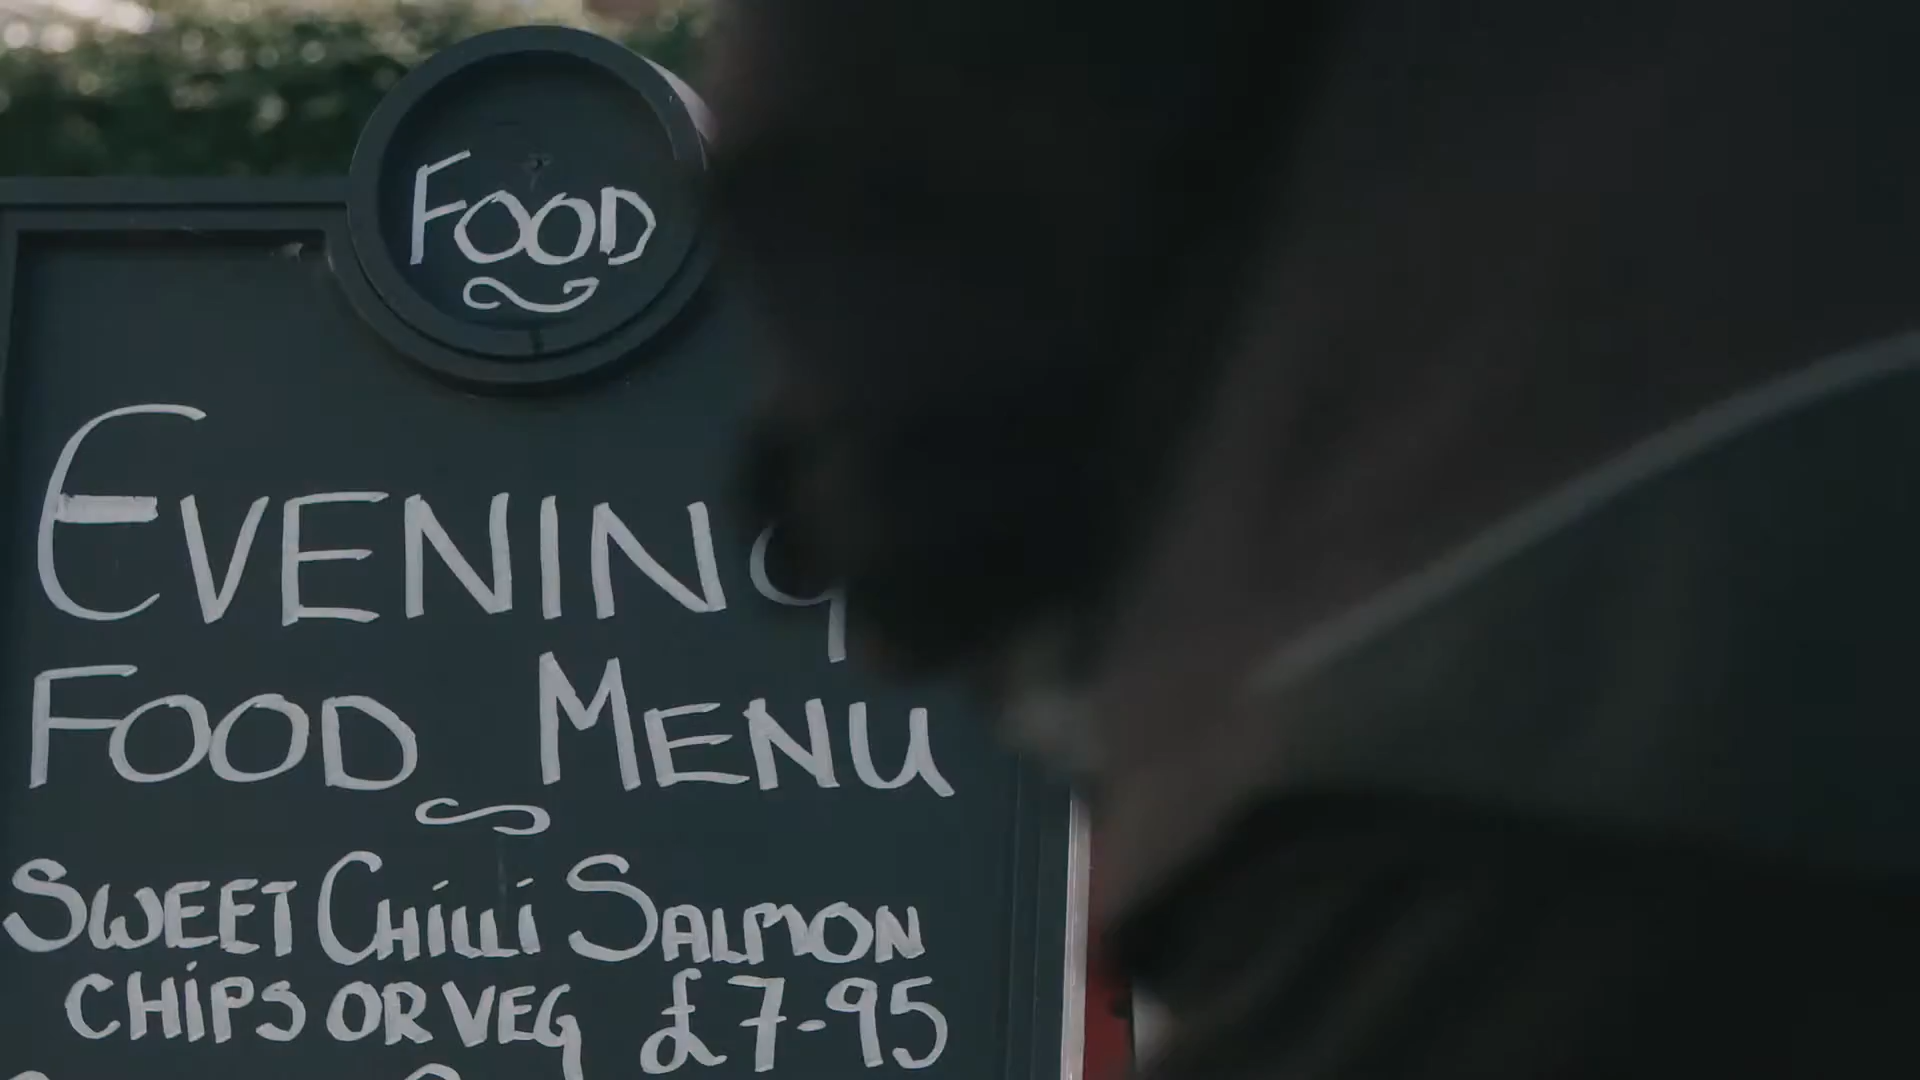 FOOD
EVENING
FOOD MENU
SWEET CHILLI SALMON
CHIPS OR VEG £7-95